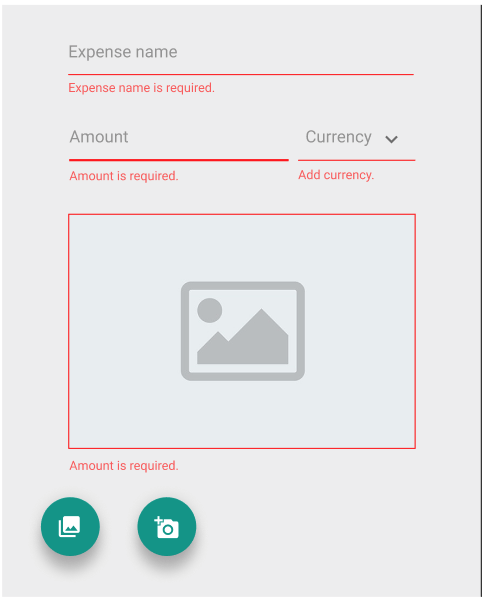 Expense name
Expense name is required.
Amount
Currency
Amount is required.
Add currency.
Amount is required.